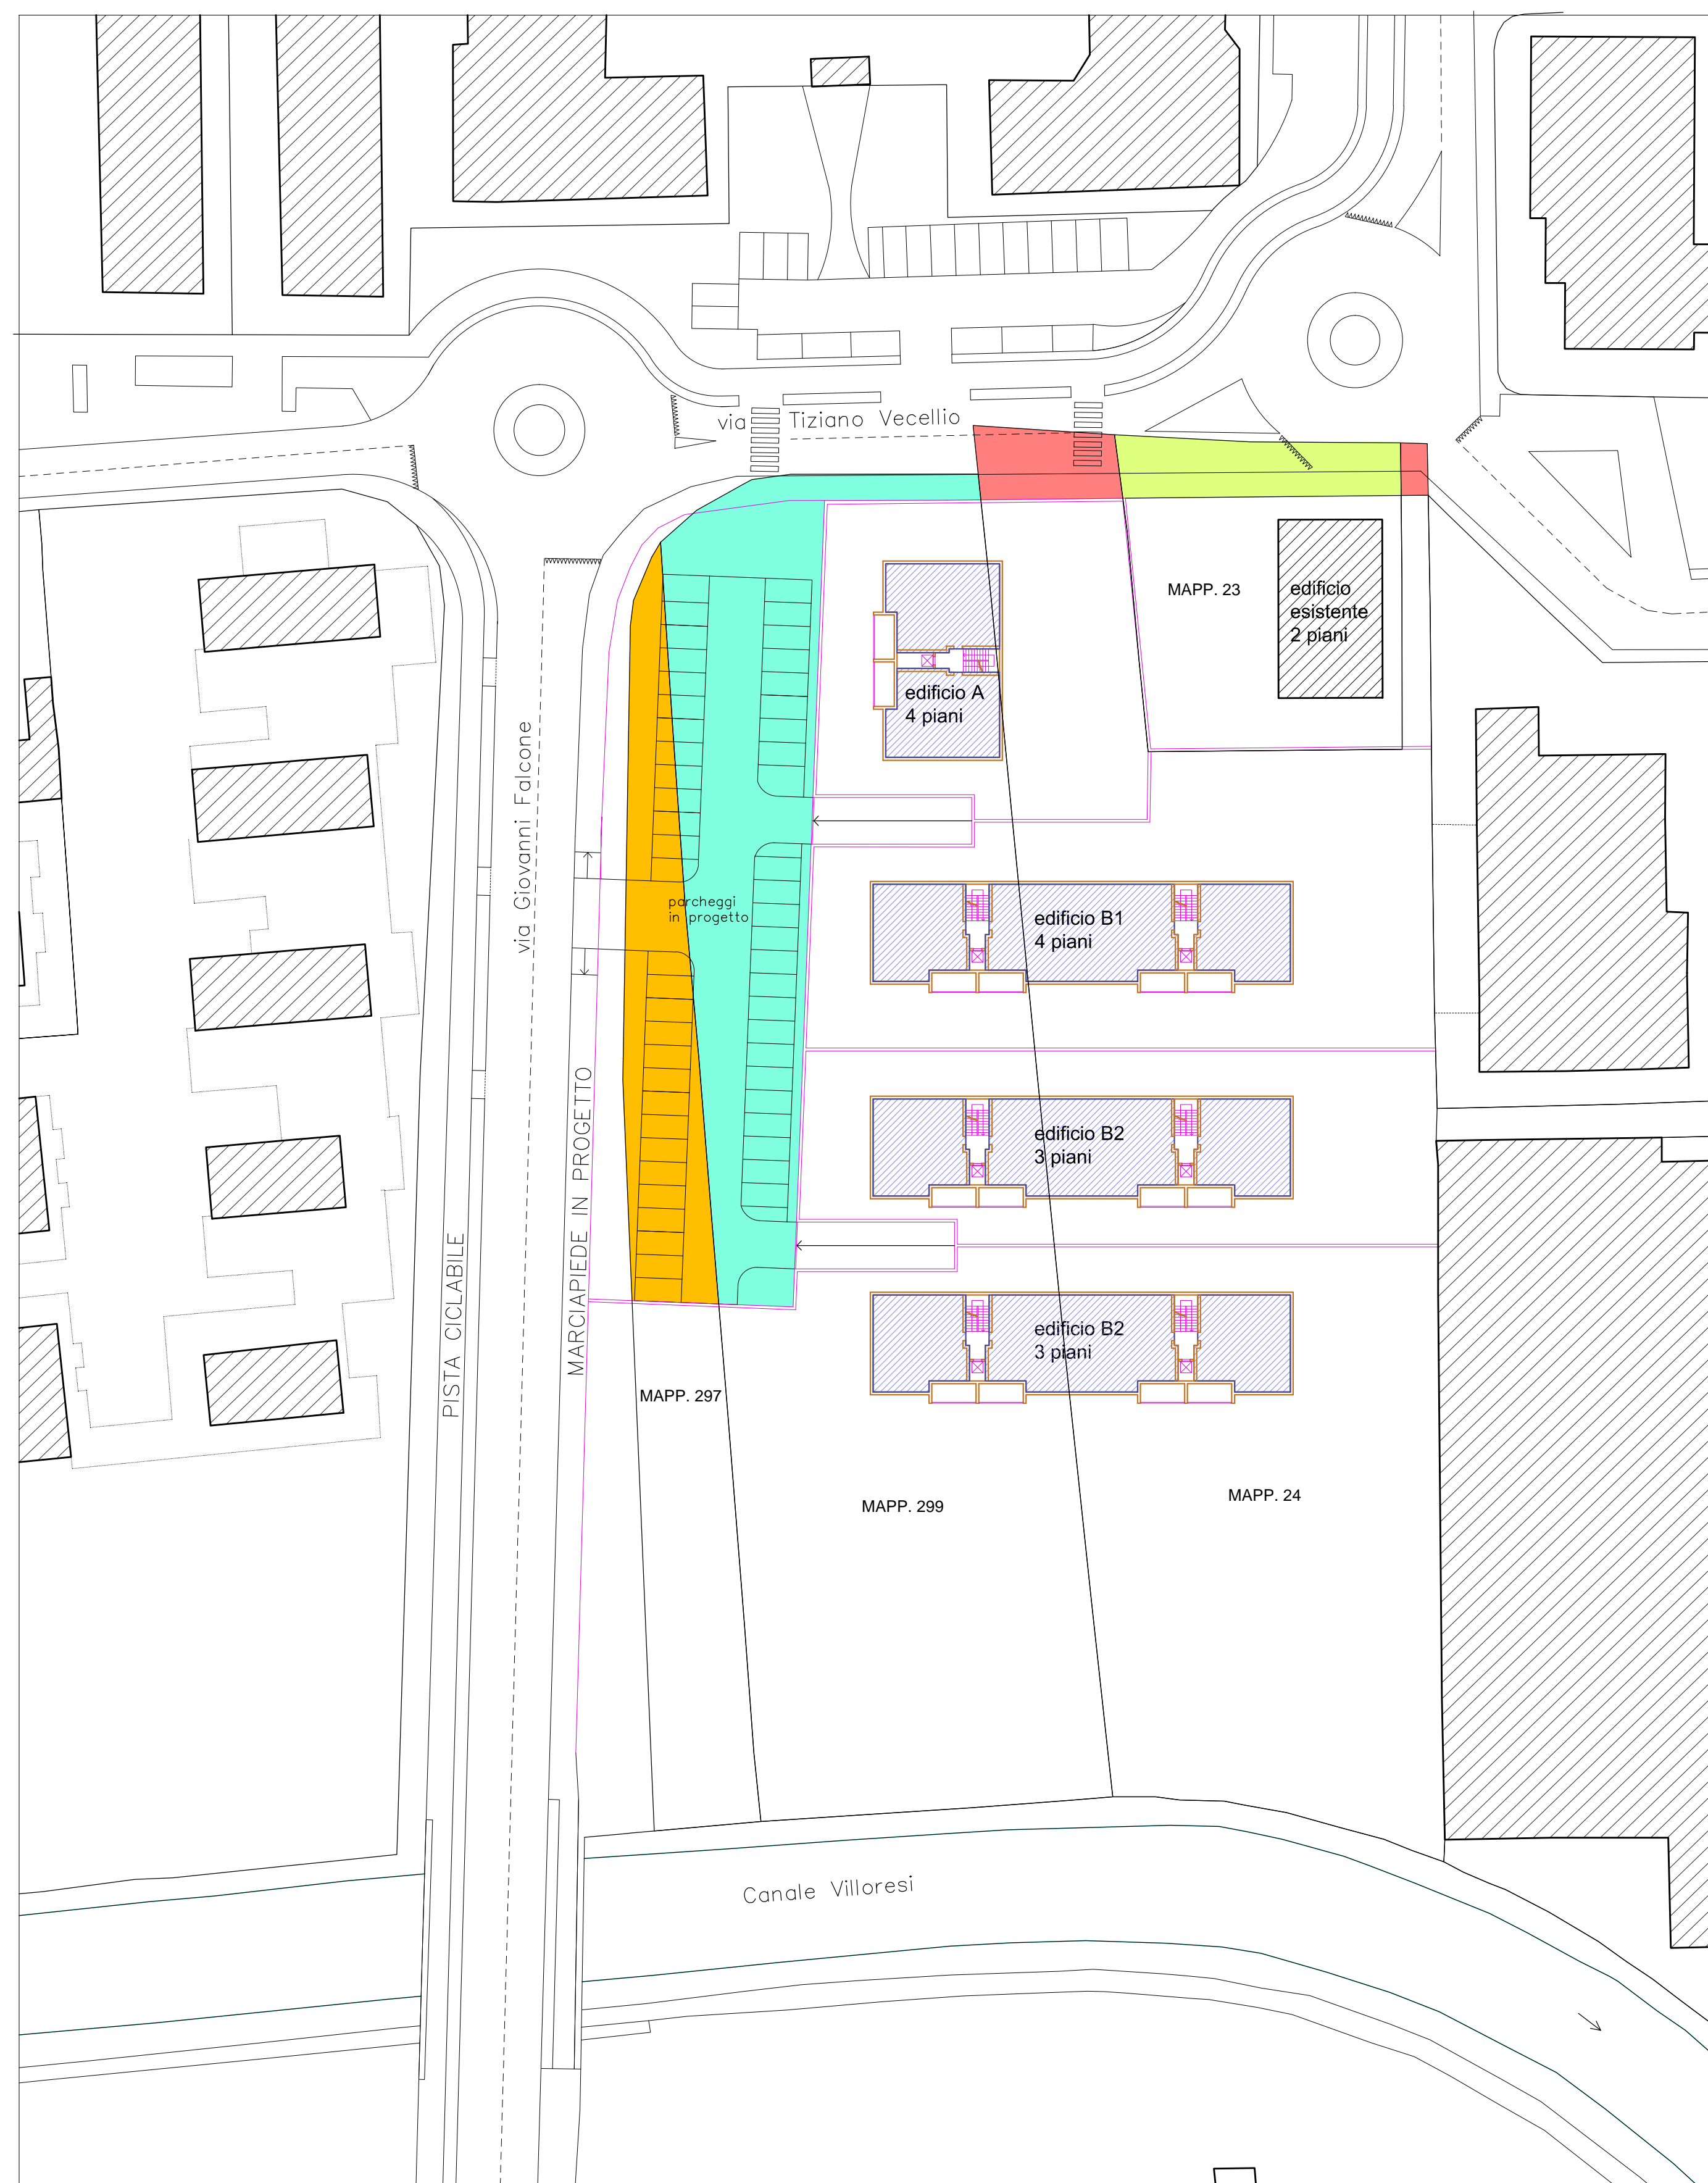 via Tiziano Vecellio
MAPP. 23
edificio
esistente
2 piani
edificio A
4 piani
via Giovanni Falcone
parcheggi
in progetto
edificio B1
4 piani
MARCIAPIEDE IN PROGETTO
edificio B2
3 piani
PISTA CICLABILE
edificio B2
3 piani
MAPP. 297
MAPP. 299
MAPP. 24
Canale Villoresi